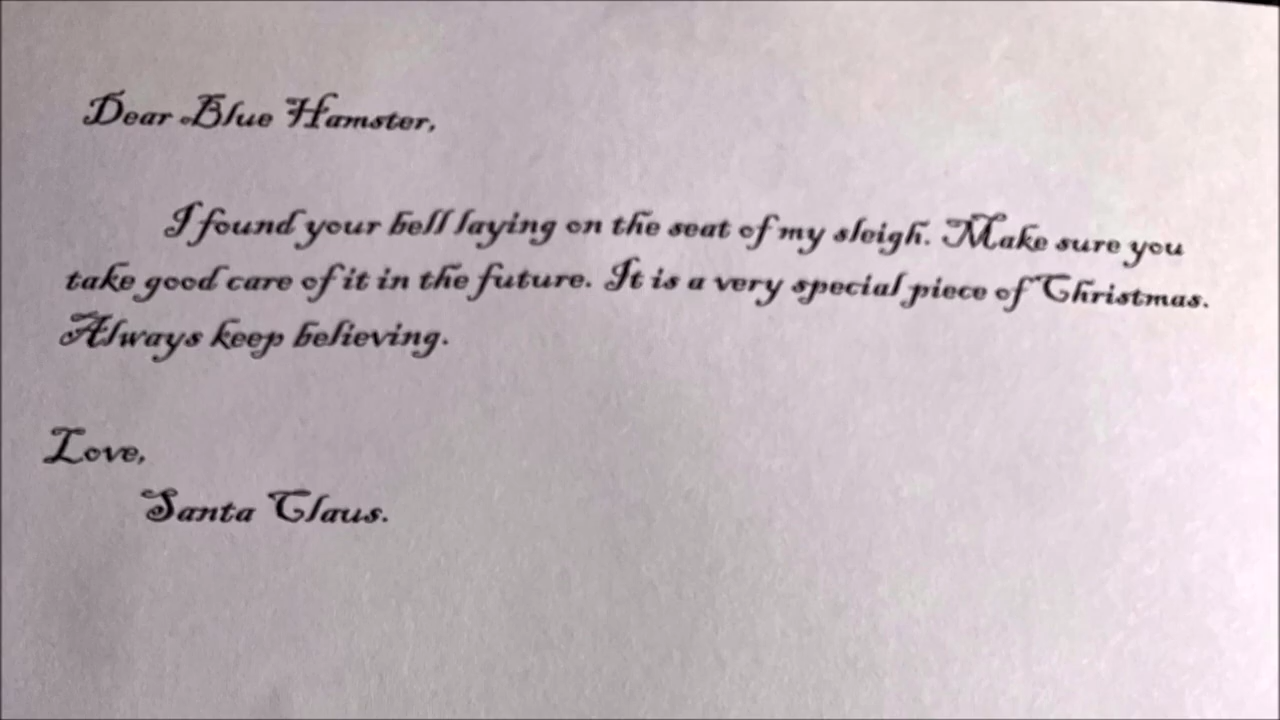 Dear Blue Hamster,
I found your bell laying on the seat of my sleigh. Make sure you
take good care of it in the future. It is a very special piece of Christmas.
Always keep believing.
Love,
Santa Claus.